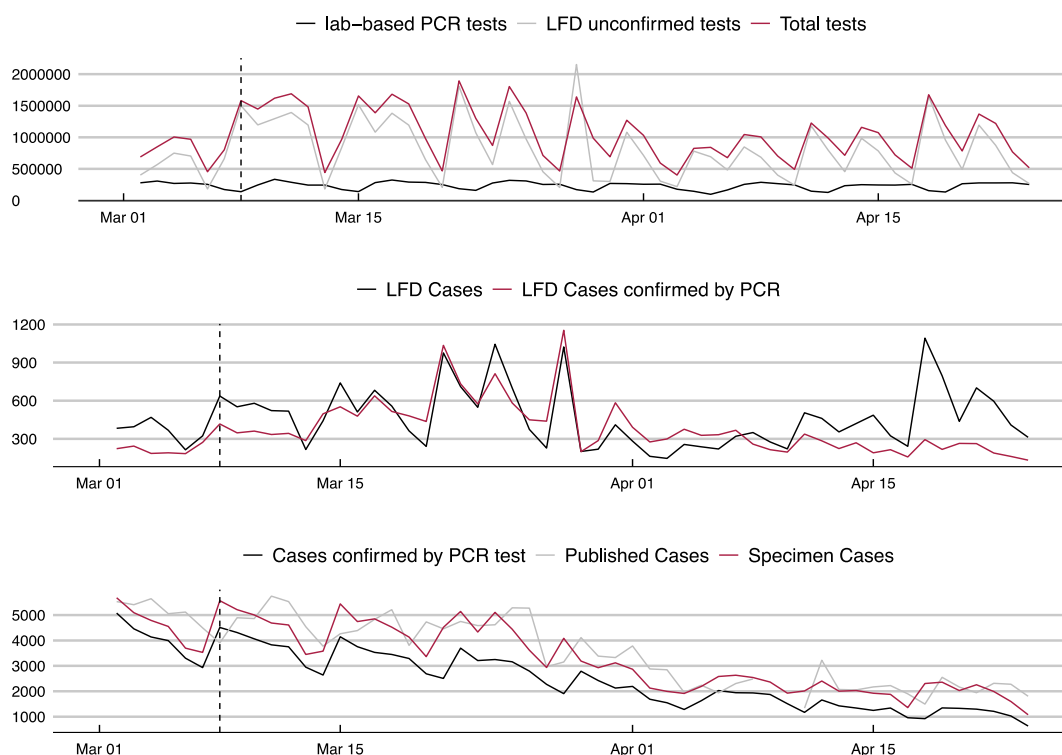 lab−based PCR tests LFD unconfirmed tests Total tests
2000000
1500000
1000000
500000
0
Mar 01 Mar 15 Apr 01 Apr 15
LFD Cases LFD Cases confirmed by PCR
1200
900
600
300
Mar 01 Mar 15 Apr 01 Apr 15
Cases confirmed by PCR test Published Cases Specimen Cases
5000
4000
3000
2000
1000
Mar 01 Mar 15 Apr 01 Apr 15